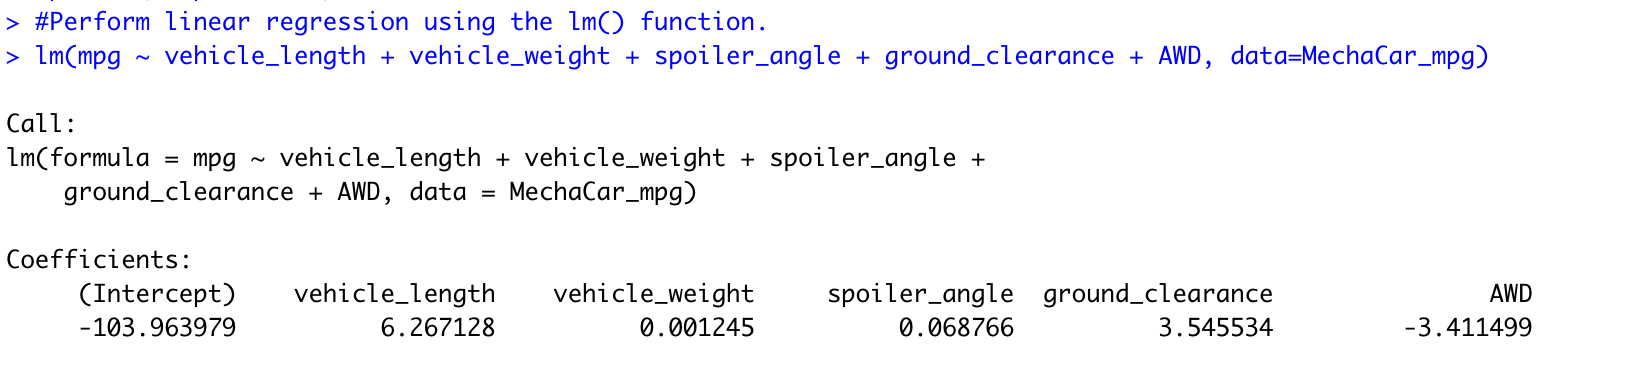 > #Perform linear regression using the lm() function.
> lm(mpg ~ vehicle_length + vehicle_weight + spoiler_angle + ground_clearance + AWD, data=MechaCar_mpg)
Call:
lm(formula = mpg ~ vehicle_length + vehicle_weight + spoiler_angle +
    ground_clearance + AWD, data = MechaCar_mpg)
Coefficients:
     (Intercept)    vehicle_length    vehicle_weight     spoiler_angle  ground_clearance               AWD
     -103.963979          6.267128          0.001245          0.068766          3.545534         -3.411499